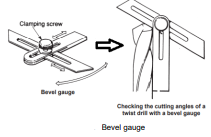 Clamping screw
Bevel gauge
Checking the cutting angles of a
twist drill with a bevel gauge
Bevel gauge